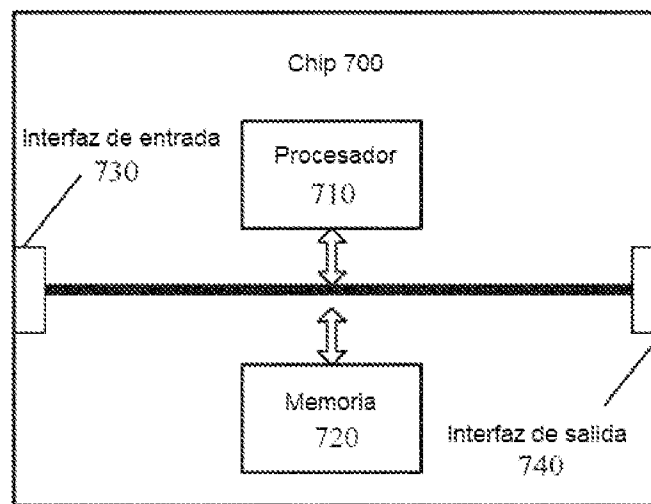 Chip 700
Interfaz de entrada
730
Procesador
710
Memoria
720
Interfaz de salida
740